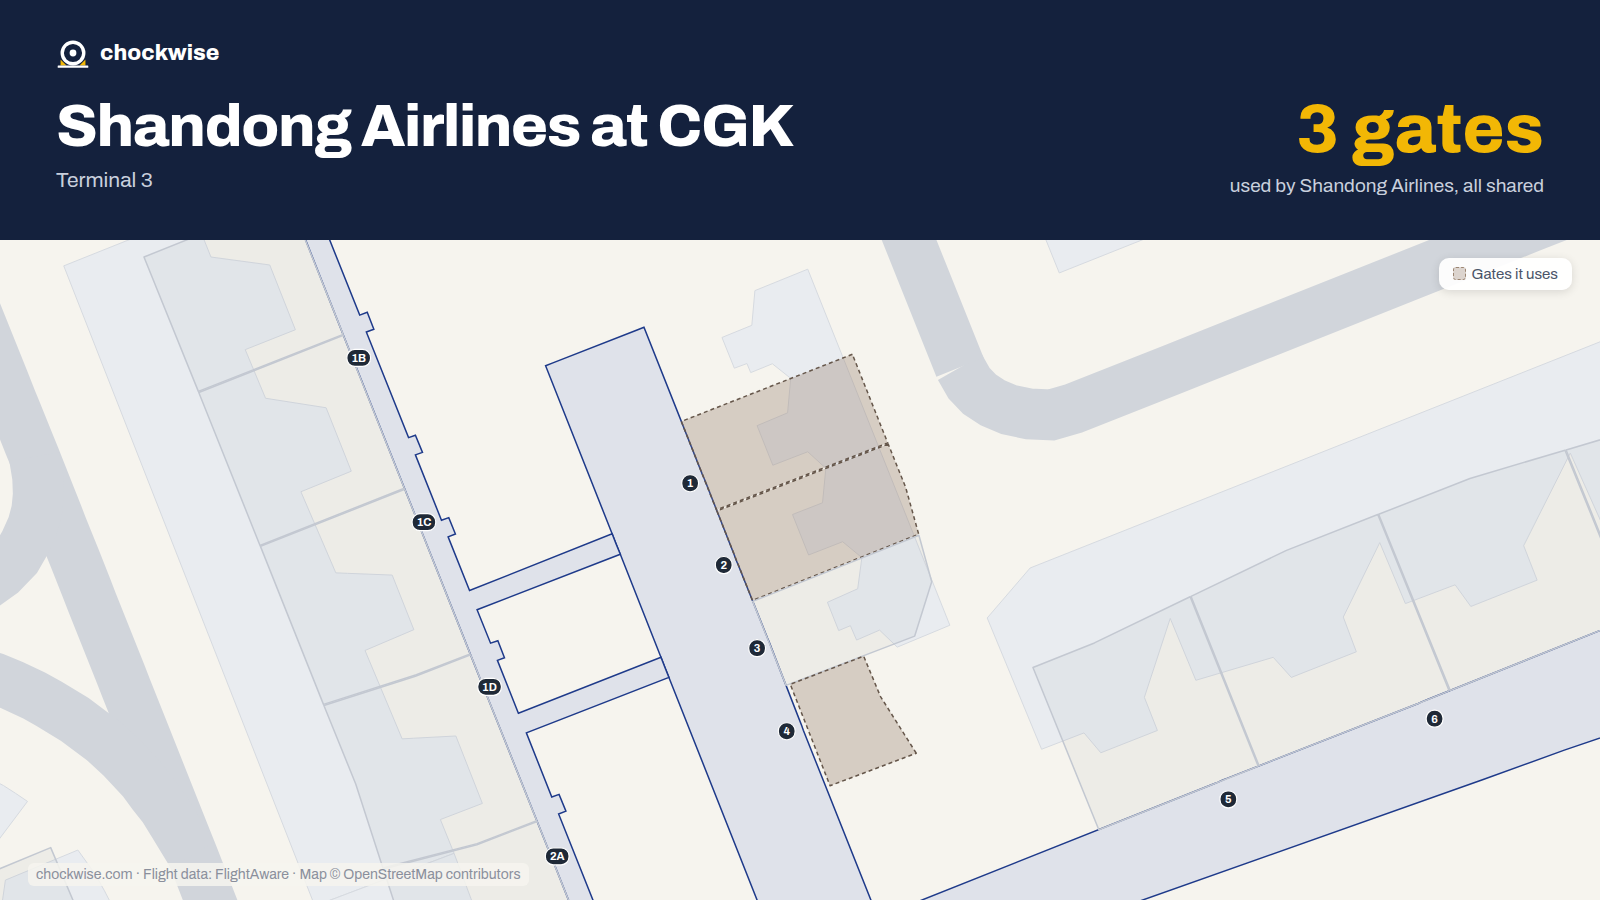 chockwise
Shandong Airlines at CGK
Terminal 3
3 gates
used by Shandong Airlines, all shared
Gates it uses
1B
1C
1D
2A
1
2
3
4
5
6
chockwise.com · Flight data: FlightAware · Map © OpenStreetMap contributors